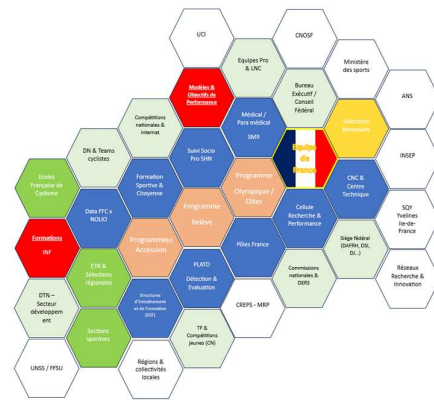 UCI
CNOSF
Equipes Pro
& LNC
Ministère
des sports
Modèles &
Objectifs de
Performance
Bureau
Exécutif /
Conseil
Fédéral
ANS
Compétitions
nationales &
internat
Médical /
Para médical
SMR
Sélections
Nationales
DN & Teams
cyclistes
Suivi Socio
Pro SHN
Equipe
de
France
INSEP
Ecoles
Française de
Cyclisme
Formation
Sportive &
Citoyenne
Programme
Olympique /
Elites
CNC &
Centre
Technique
Data FFC x
NOLIO
Programme
Relève
Cellule
Recherche &
Performance
SQY
Yvelines
Ile-de-
France
Formations
INF
Programmeu
Accession
Pôles France
Siège fédéral
(DAFRH, DSI,
DJ...)
ETR &
Sélections
régionales
PLATO
Détection &
Evaluation
Commissions
nationales &
DERS
Réseaux
Recherche &
Innovation
DTN –
Secteur
développem
ent
Structures
d'Entraînement
et de Formation
(SEF)
CREPS - MRP
Sections
sportives
TF &
Compétitions
jeunes (CN)
UNSS / FFSU
Régions &
collectivités
locales